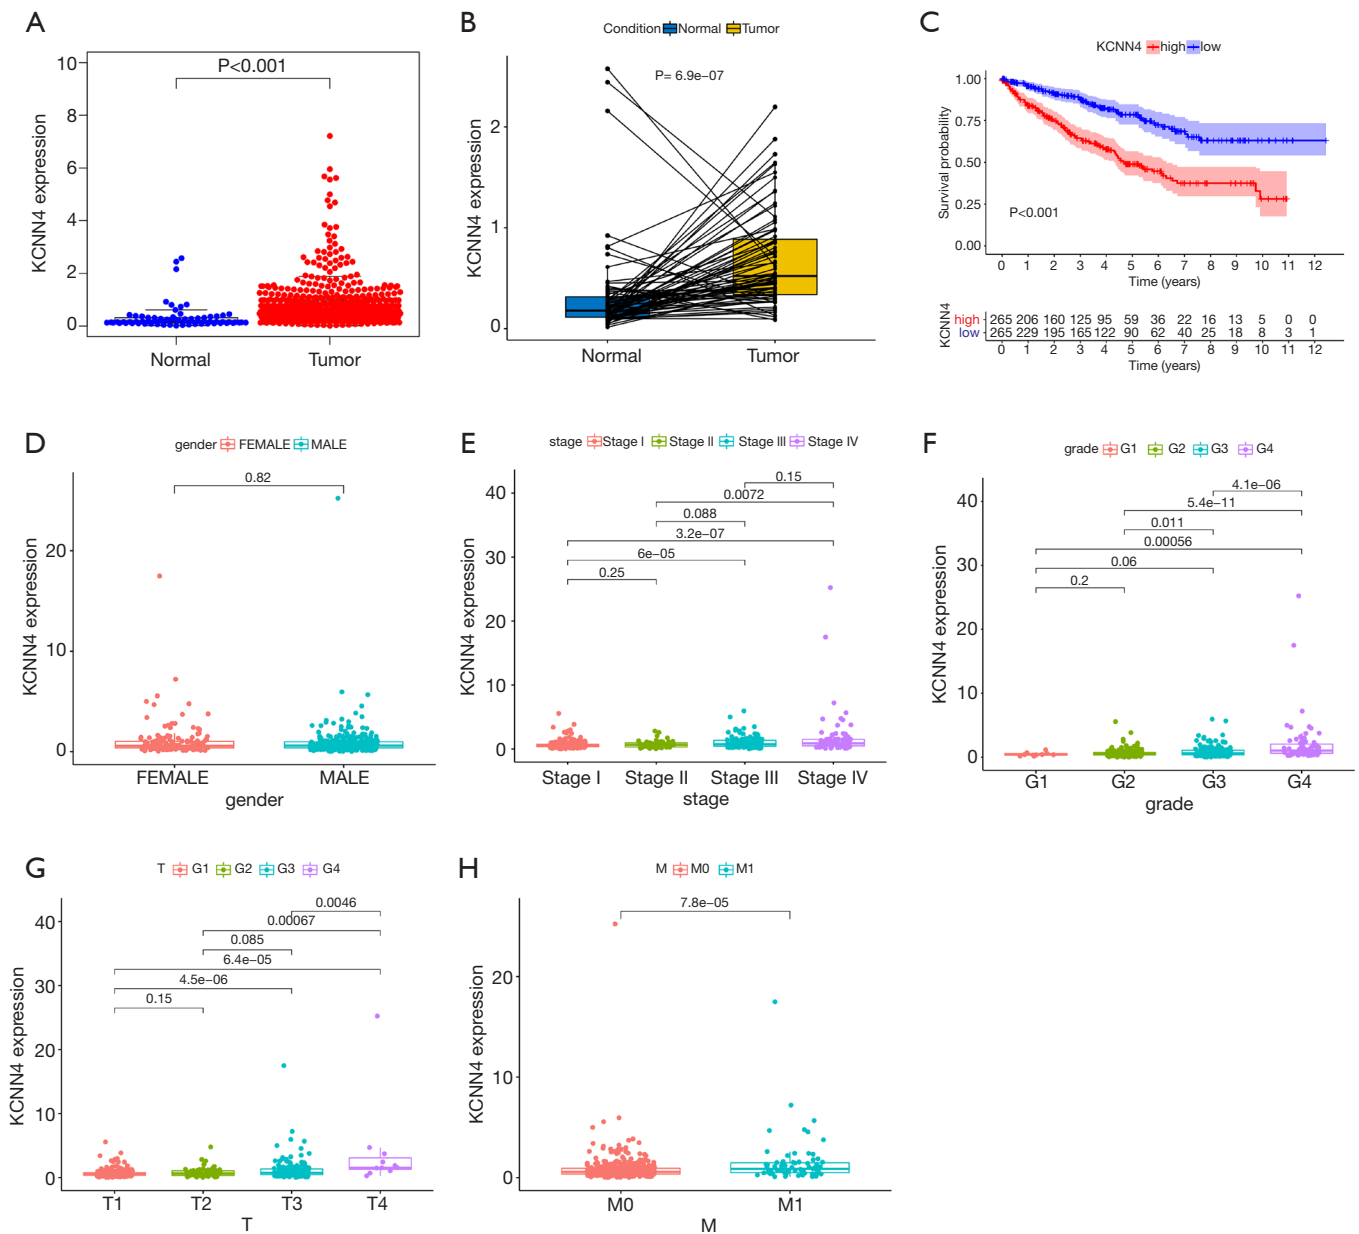 A
P<0.001
KCNN4 expression
10
8
6
4
2
0
Normal Tumor
B
Condition Normal Tumor
P= 6.9e−07
KCNN4 expression
2
1
0
Normal Tumor
C
KCNN4 high low
Survival probability
1.00
0.75
0.50
0.25
0.00
P<0.001
0 1 2 3 4 5 6 7 8 9 10 11 12
Time (years)
KCNN4
high 265 206 160 125 95 59 36 22 16 13 5 0 0
low 265 229 195 165 122 90 62 40 25 18 8 3 1
0 1 2 3 4 5 6 7 8 9 10 11 12
Time (years)
D
gender FEMALE MALE
0.82
KCNN4 expression
20
10
0
FEMALE MALE
gender
E
stage Stage I Stage II Stage III Stage IV
0.15
0.0072
0.088
3.2e−07
6e−05
0.25
KCNN4 expression
40
30
20
10
0
Stage I Stage II Stage III Stage IV
stage
F
grade G1 G2 G3 G4
4.1e−06
5.4e−11
0.011
0.00056
0.06
0.2
KCNN4 expression
40
30
20
10
0
G1 G2 G3 G4
grade
G
T G1 G2 G3 G4
0.0046
0.00067
0.085
6.4e−05
4.5e−06
0.15
KCNN4 expression
40
30
20
10
0
T1 T2 T3 T4
T
H
M M0 M1
7.8e−05
KCNN4 expression
20
10
0
M0 M1
M